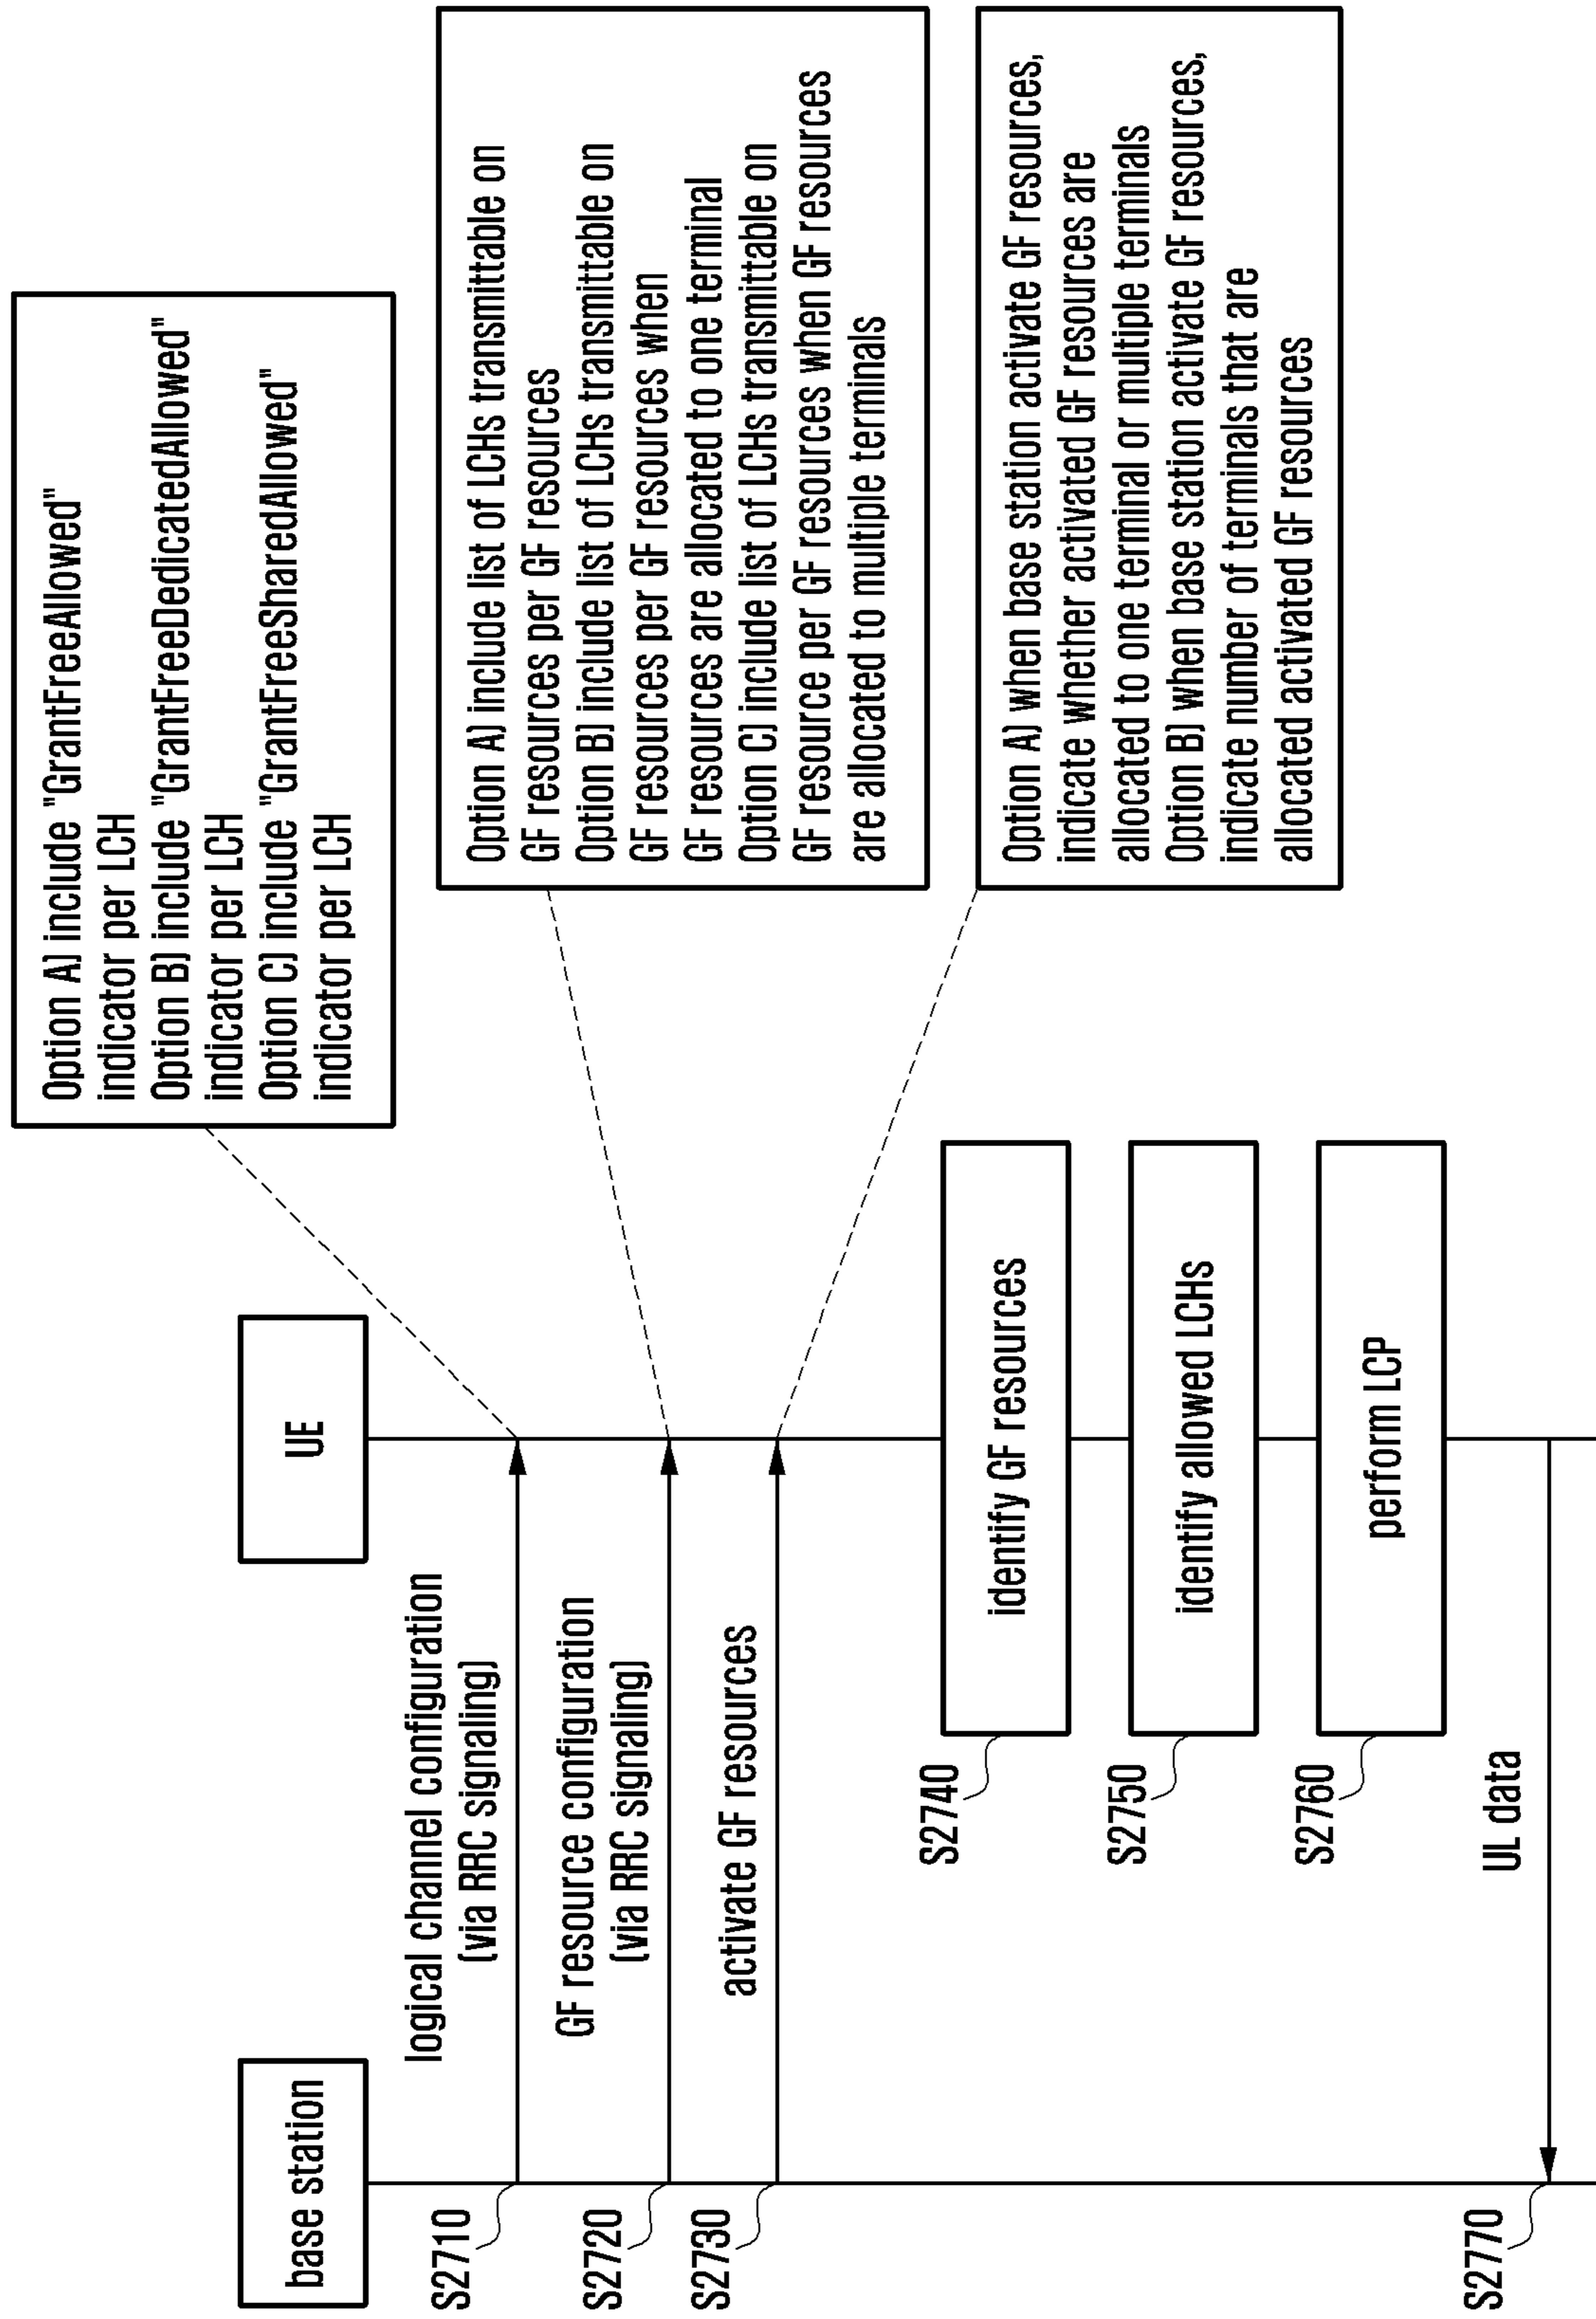 base station
UE
S2710
logical channel configuration
(via RRC signaling)
Option A) include "GrantFreeAllowed"
indicator per LCH
Option B) include "GrantFreeDedicatedAllowed"
indicator per LCH
Option C) include "GrantFreeSharedAllowed"
indicator per LCH
S2720
GF resource configuration
(via RRC signaling)
Option A) include list of LCHs transmittable on
GF resources per GF resources
Option B) include list of LCHs transmittable on
GF resources per GF resources when
GF resources are allocated to one terminal
Option C) include list of LCHs transmittable on
GF resource per GF resources when GF resources
are allocated to multiple terminals
S2730
activate GF resources
Option A) when base station activate GF resources,
indicate whether activated GF resources are
allocated to one terminal or multiple terminals
Option B) when base station activate GF resources,
indicate number of terminals that are
allocated activated GF resources
S2740
identify GF resources
S2750
identify allowed LCHs
S2760
perform LCP
S2770
UL data